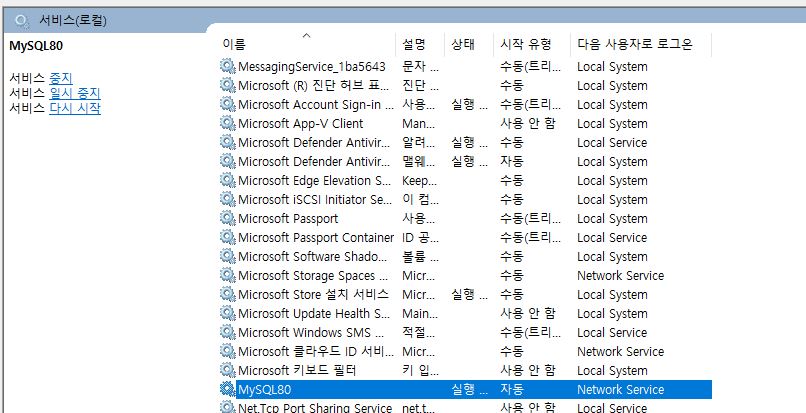 서비스(로컬)
MySQL80
서비스 중지
서비스 일시 중지
서비스 다시 시작
이름 설명 상태 시작 유형 다음 사용자로 로그온
MessagingService_1ba5643 문자 ... 수동(트리... Local System
Microsoft (R) 진단 허브 표... 진단 ... 수동 Local System
Microsoft Account Sign-in ... 사용... 실행 ... 수동(트리... Local System
Microsoft App-V Client Man... 사용 안 함 Local System
Microsoft Defender Antivir... 알려... 실행 ... 수동 Local Service
Microsoft Defender Antivir... 맬웨... 실행 ... 자동 Local System
Microsoft Edge Elevation S... Keep... 수동 Local System
Microsoft iSCSI Initiator Se... 이 컴... 수동 Local System
Microsoft Passport 사용... 수동(트리... Local System
Microsoft Passport Container ID 공... 수동(트리... Local Service
Microsoft Software Shado... 볼륨 ... 수동 Local System
Microsoft Storage Spaces ... Micr... 수동 Network Service
Microsoft Store 설치 서비스 Micr... 실행 ... 수동 Local System
Microsoft Update Health S... Main... 사용 안 함 Local System
Microsoft Windows SMS ... 적절... 수동(트리... Local Service
Microsoft 클라우드 ID 서비... Micr... 수동 Network Service
Microsoft 키보드 필터 키 입... 사용 안 함 Local System
MySQL80 실행 ... 자동 Network Service
Net.Tcp Port Sharing Service net.t... 사용 안 함 Local Service